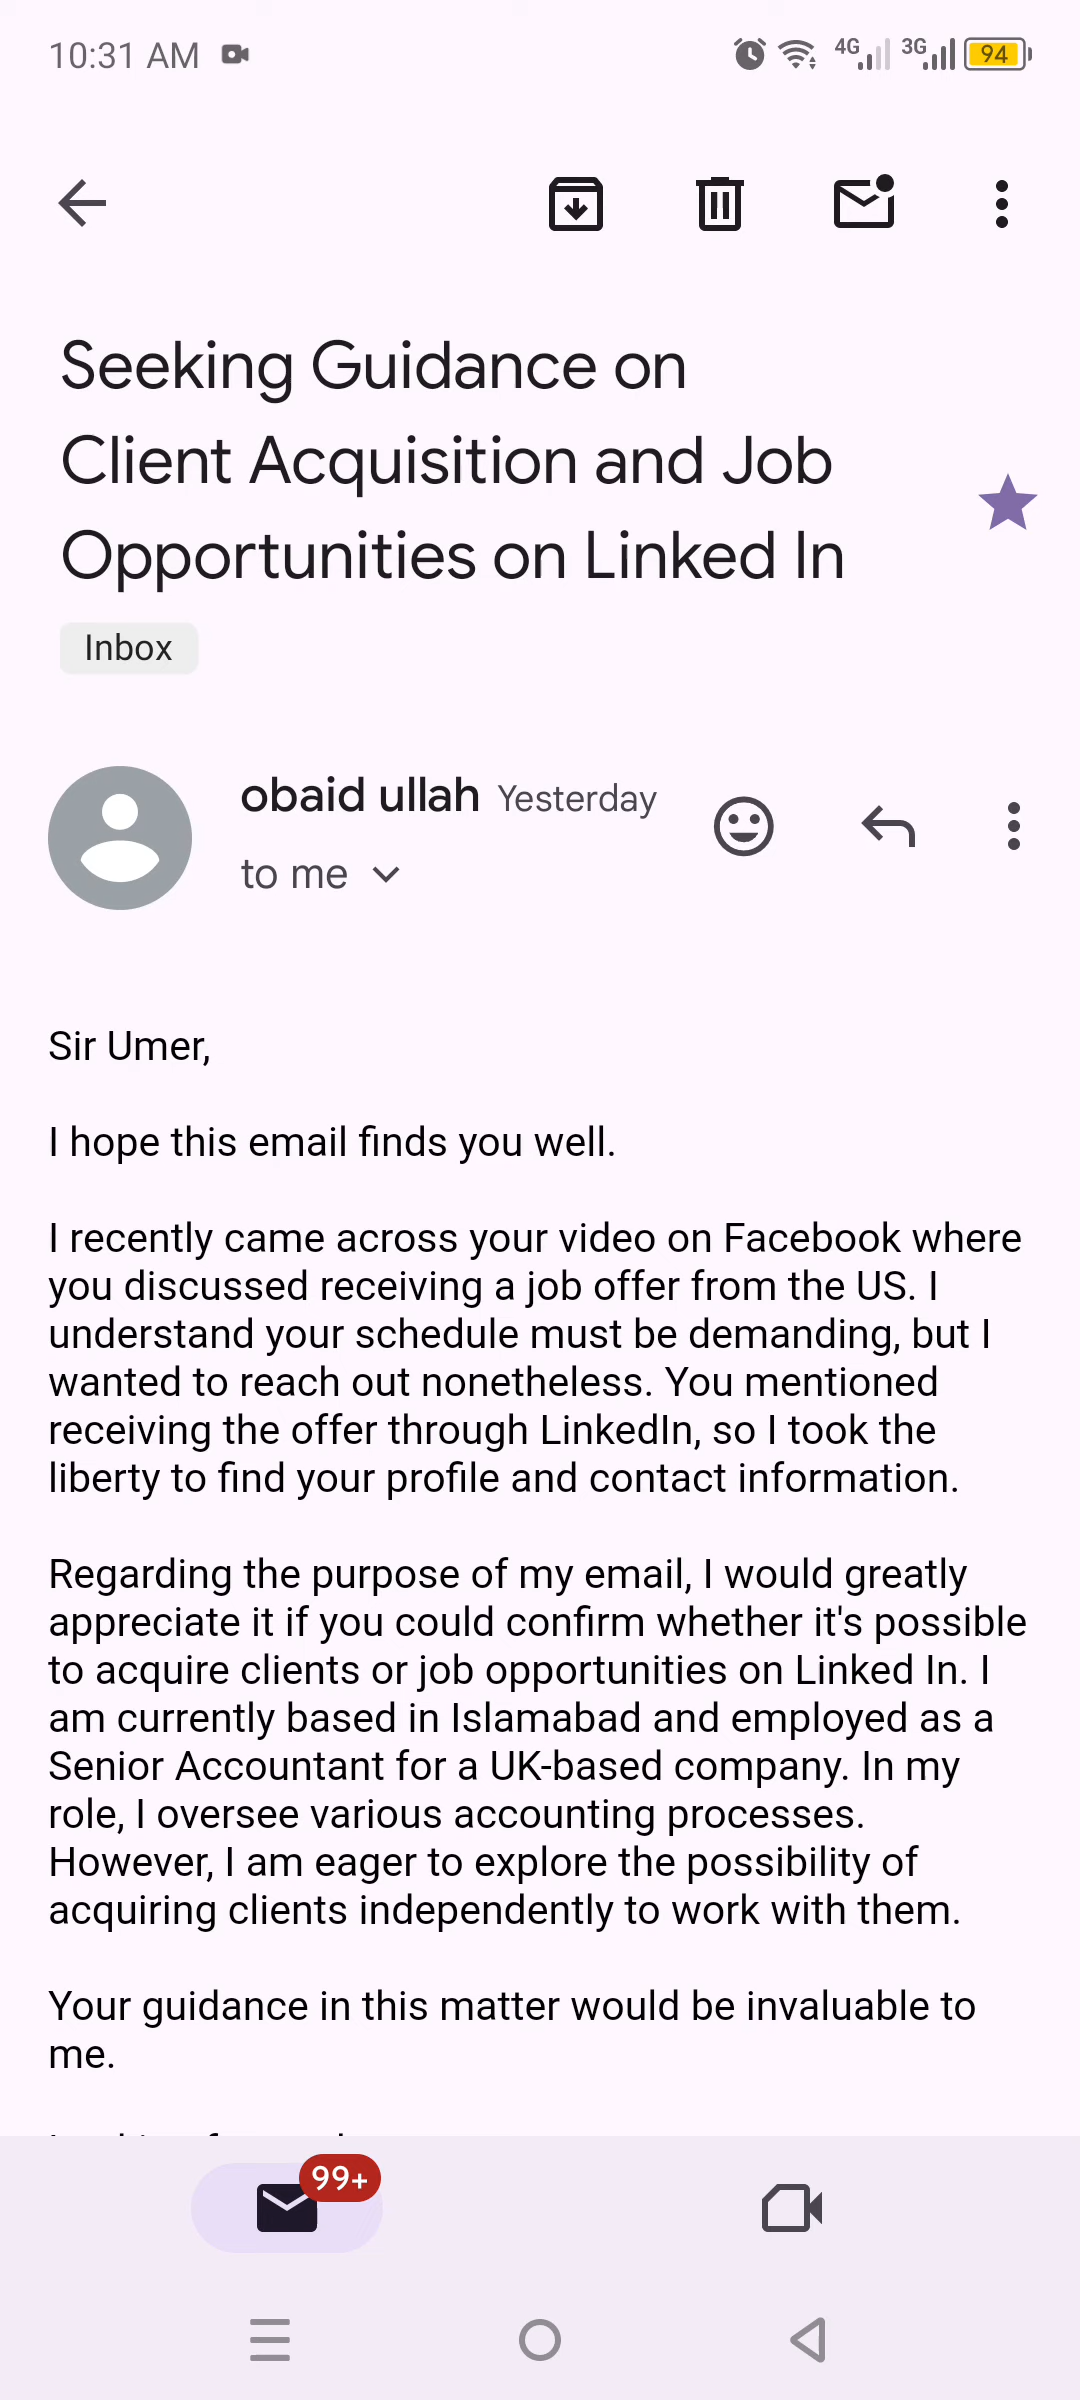 10:31 AM
4G 3G 94
Seeking Guidance on
Client Acquisition and Job
Opportunities on Linked In
Inbox
obaid ullah Yesterday
to me
Sir Umer,
I hope this email finds you well.
I recently came across your video on Facebook where
you discussed receiving a job offer from the US. I
understand your schedule must be demanding, but I
wanted to reach out nonetheless. You mentioned
receiving the offer through LinkedIn, so I took the
liberty to find your profile and contact information.
Regarding the purpose of my email, I would greatly
appreciate it if you could confirm whether it's possible
to acquire clients or job opportunities on Linked In. I
am currently based in Islamabad and employed as a
Senior Accountant for a UK-based company. In my
role, I oversee various accounting processes.
However, I am eager to explore the possibility of
acquiring clients independently to work with them.
Your guidance in this matter would be invaluable to
me.
99+